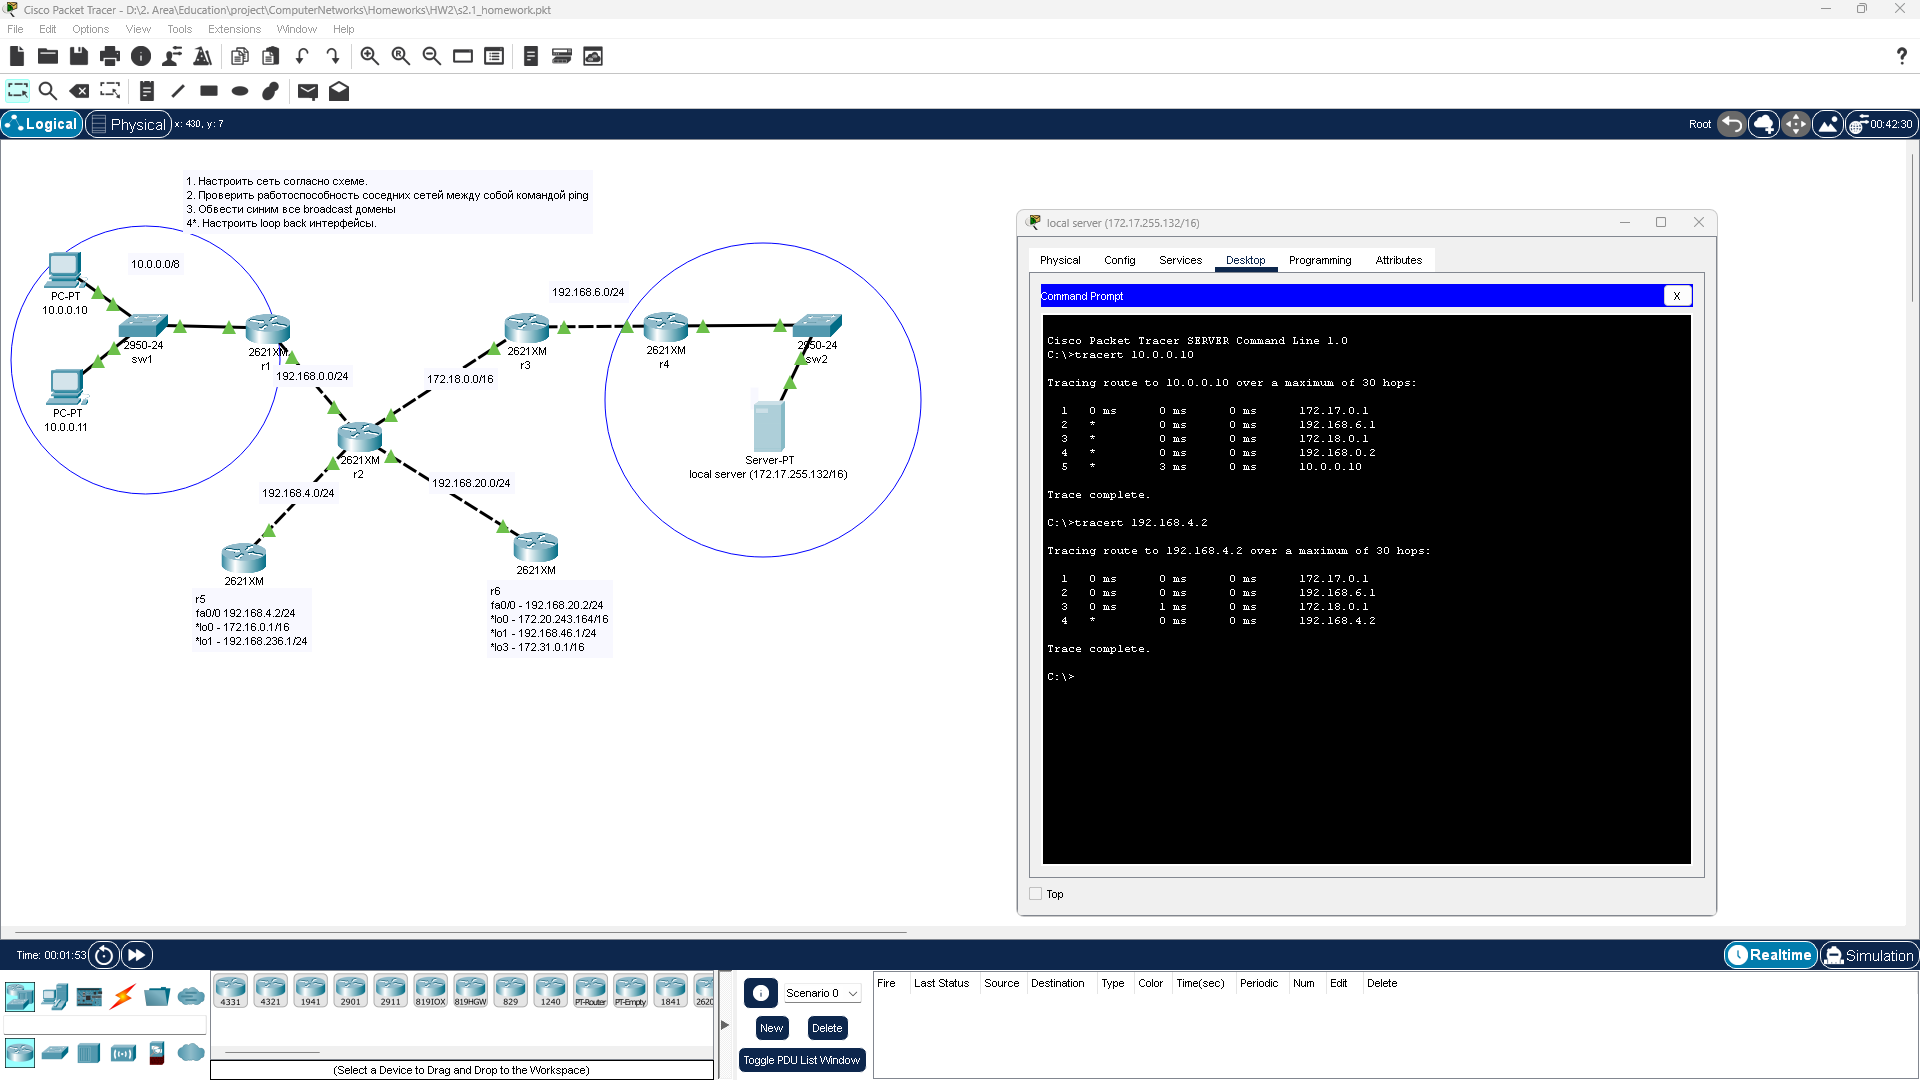 Cisco Packet Tracer - D:\2. Area\Education\project\ComputerNetworks\Homeworks\HW2\s2.1_homework.pkt
File Edit Options View Tools Extensions Window Help
?
Logical Physical x: 430, y: 7
Root 00:42:30
1. Настроить сеть согласно схеме.
2. Проверить работоспособность соседних сетей между собой командой ping
3. Обвести синим все broadcast домены
4*. Настроить loop back интерфейсы.
10.0.0.0/8
PC-PT
10.0.0.10
2950-24
sw1
2621XM
r1
PC-PT
10.0.0.11
192.168.0.0/24
172.18.0.0/16
192.168.6.0/24
2621XM
r3
2621XM
r4
2950-24
sw2
Server-PT
local server (172.17.255.132/16)
2621XM
r2
192.168.4.0/24
192.168.20.0/24
2621XM
r5
fa0/0 192.168.4.2/24
*lo0 - 172.16.0.1/16
*lo1 - 192.168.236.1/24
2621XM
r6
fa0/0 - 192.168.20.2/24
*lo0 - 172.20.243.164/16
*lo1 - 192.168.46.1/24
*lo3 - 172.31.0.1/16
local server (172.17.255.132/16)
Physical Config Services Desktop Programming Attributes
Command Prompt X
Cisco Packet Tracer SERVER Command Line 1.0
C:\>tracert 10.0.0.10
Tracing route to 10.0.0.10 over a maximum of 30 hops:
1 0 ms 0 ms 0 ms 172.17.0.1
2 * 0 ms 0 ms 192.168.6.1
3 * 0 ms 0 ms 172.18.0.1
4 * 0 ms 0 ms 192.168.0.2
5 * 3 ms 0 ms 10.0.0.10
Trace complete.
C:\>tracert 192.168.4.2
Tracing route to 192.168.4.2 over a maximum of 30 hops:
1 0 ms 0 ms 0 ms 172.17.0.1
2 0 ms 0 ms 0 ms 192.168.6.1
3 0 ms 1 ms 0 ms 172.18.0.1
4 * 0 ms 0 ms 192.168.4.2
Trace complete.
C:\>
Top
Time: 00:01:53
Realtime Simulation
4331 4321 1941 2901 2911 819IOX 819HGW 829 1240 PT-Router PT-Empty 1841 2620
(Select a Device to Drag and Drop to the Workspace)
Scenario 0
New Delete
Toggle PDU List Window
Fire Last Status Source Destination Type Color Time(sec) Periodic Num Edit Delete